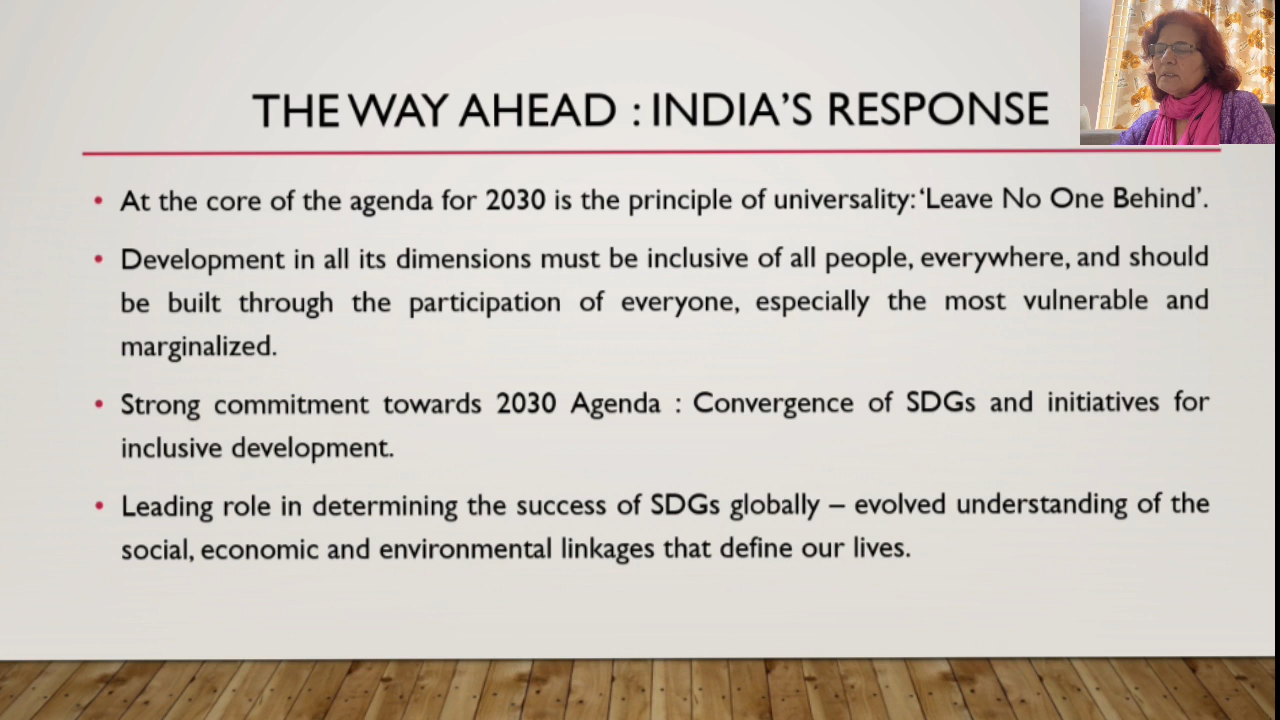 THE WAY AHEAD : INDIA'S RESPONSE
• At the core of the agenda for 2030 is the principle of universality: ‘Leave No One Behind’.
• Development in all its dimensions must be inclusive of all people, everywhere, and should
be built through the participation of everyone, especially the most vulnerable and
marginalized.
• Strong commitment towards 2030 Agenda : Convergence of SDGs and initiatives for
inclusive development.
• Leading role in determining the success of SDGs globally – evolved understanding of the
social, economic and environmental linkages that define our lives.